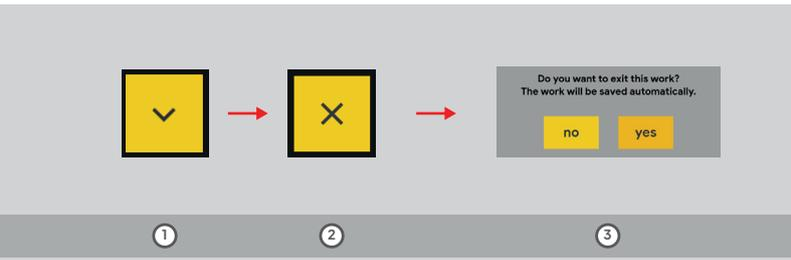 Do you want to exit this work?
The work will be saved automatically.
no yes
1 2 3